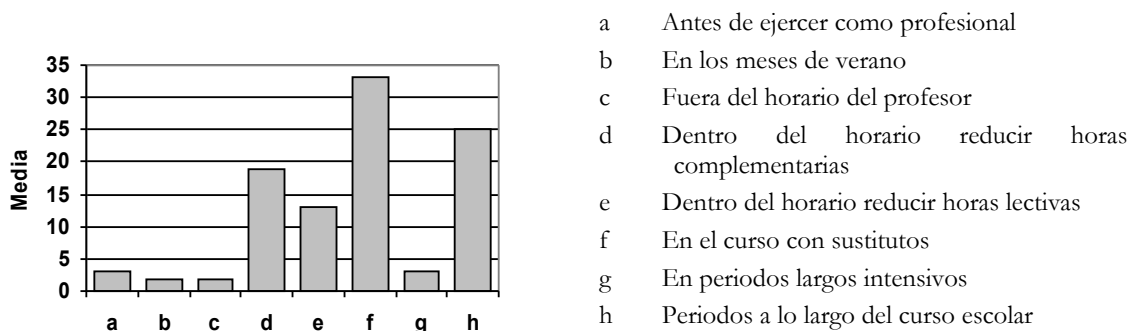 35
30
25
20
15
10
5
0
Media
a b c d e f g h
a Antes de ejercer como profesional
b En los meses de verano
c Fuera del horario del profesor
d Dentro del horario reducir horas
complementarias
e Dentro del horario reducir horas lectivas
f En el curso con sustitutos
g En periodos largos intensivos
h Periodos a lo largo del curso escolar